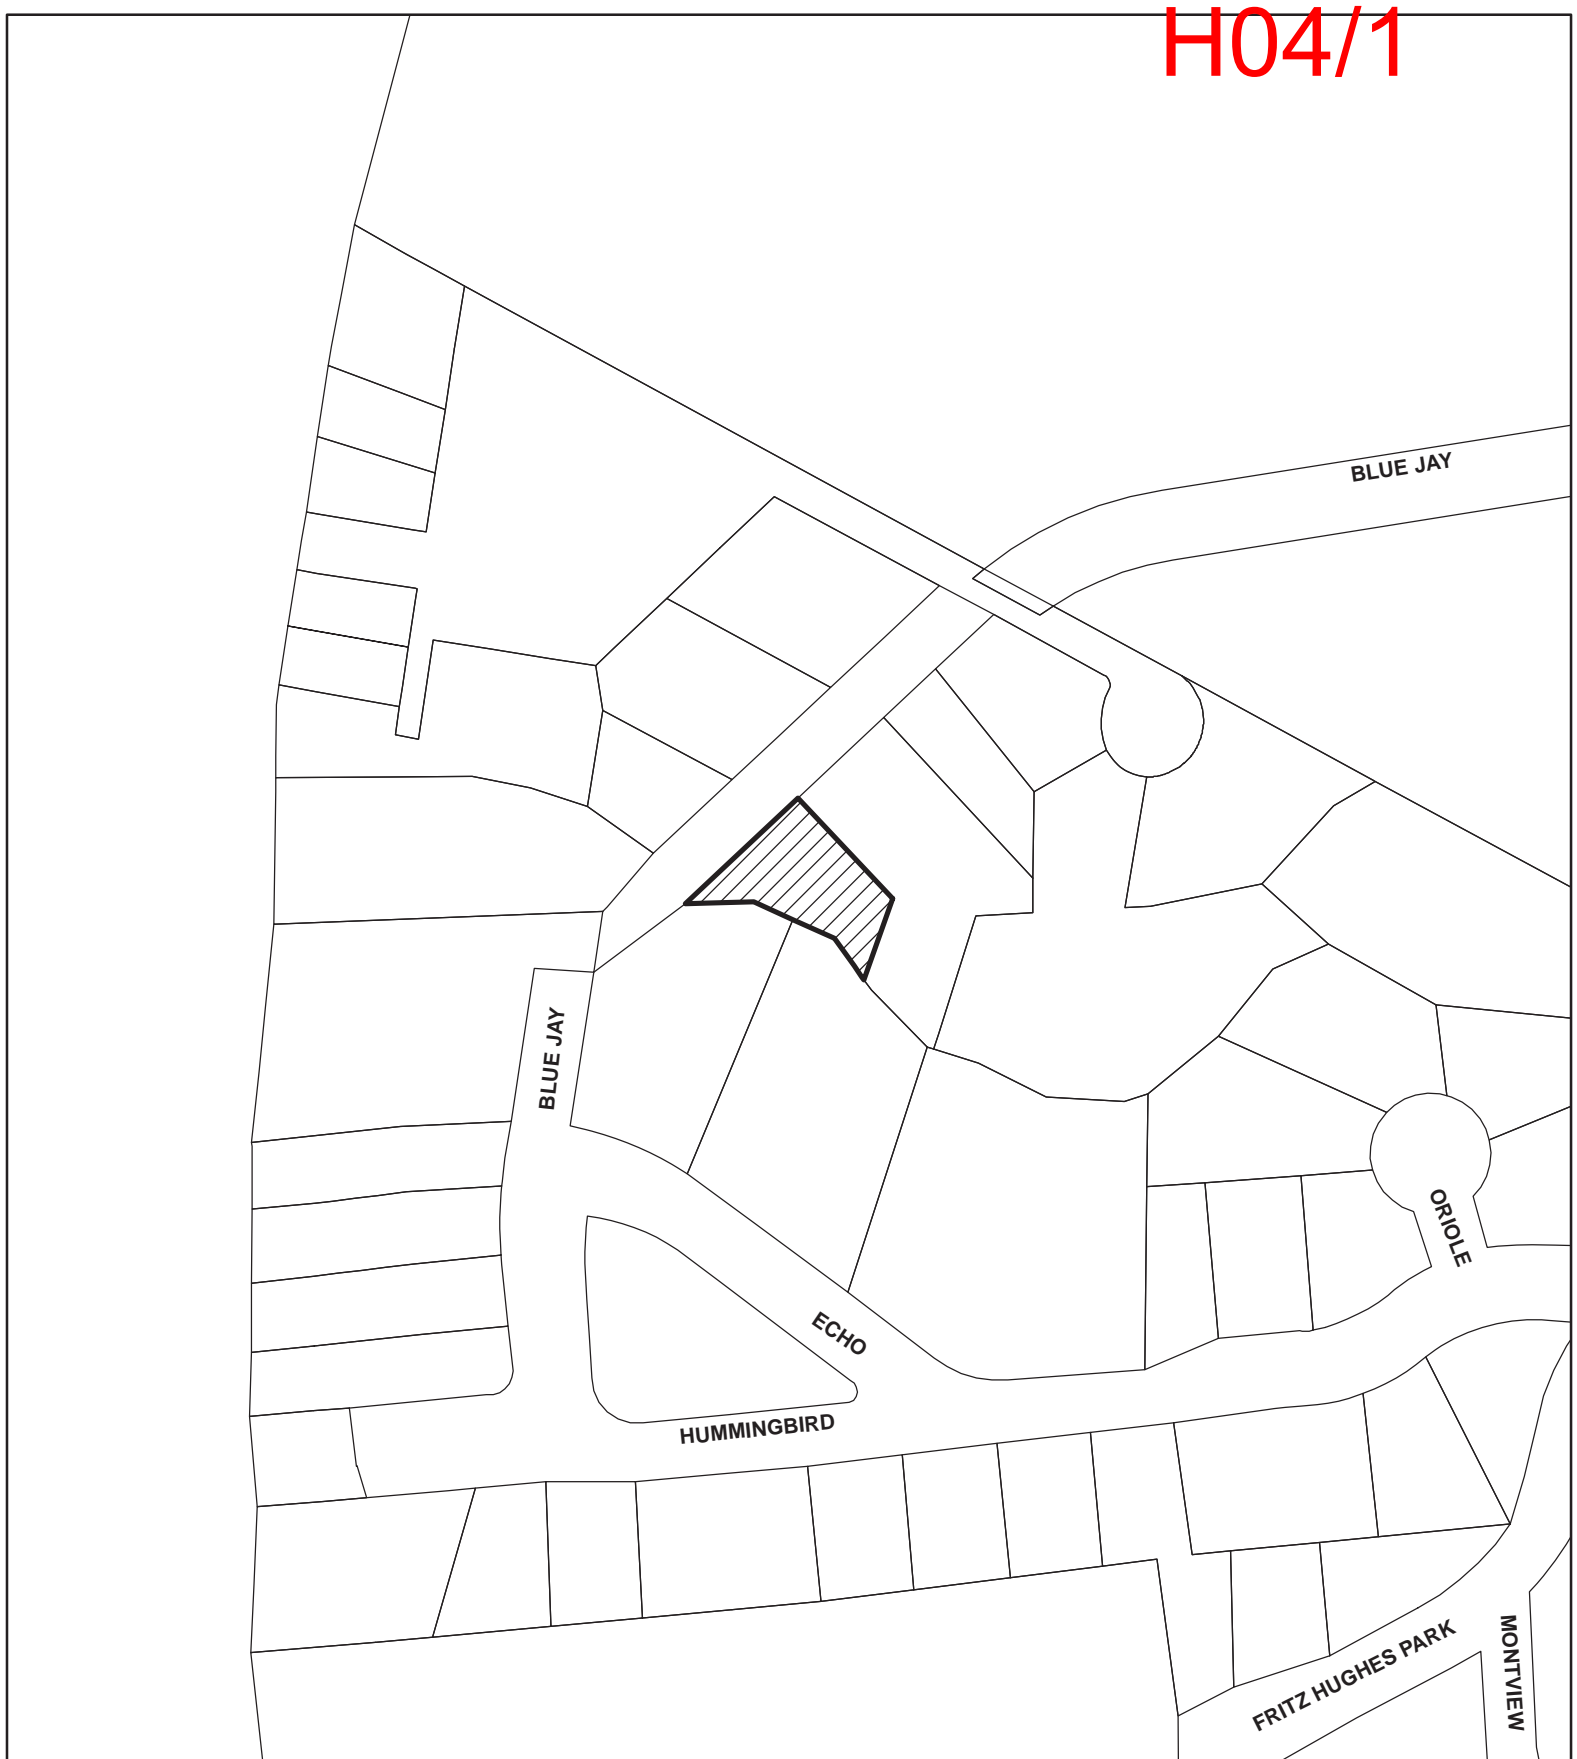 H04/1
BLUE JAY
BLUE JAY
ORIOLE
ECHO
HUMMINGBIRD
FRITZ HUGHES PARK
MONTVIEW